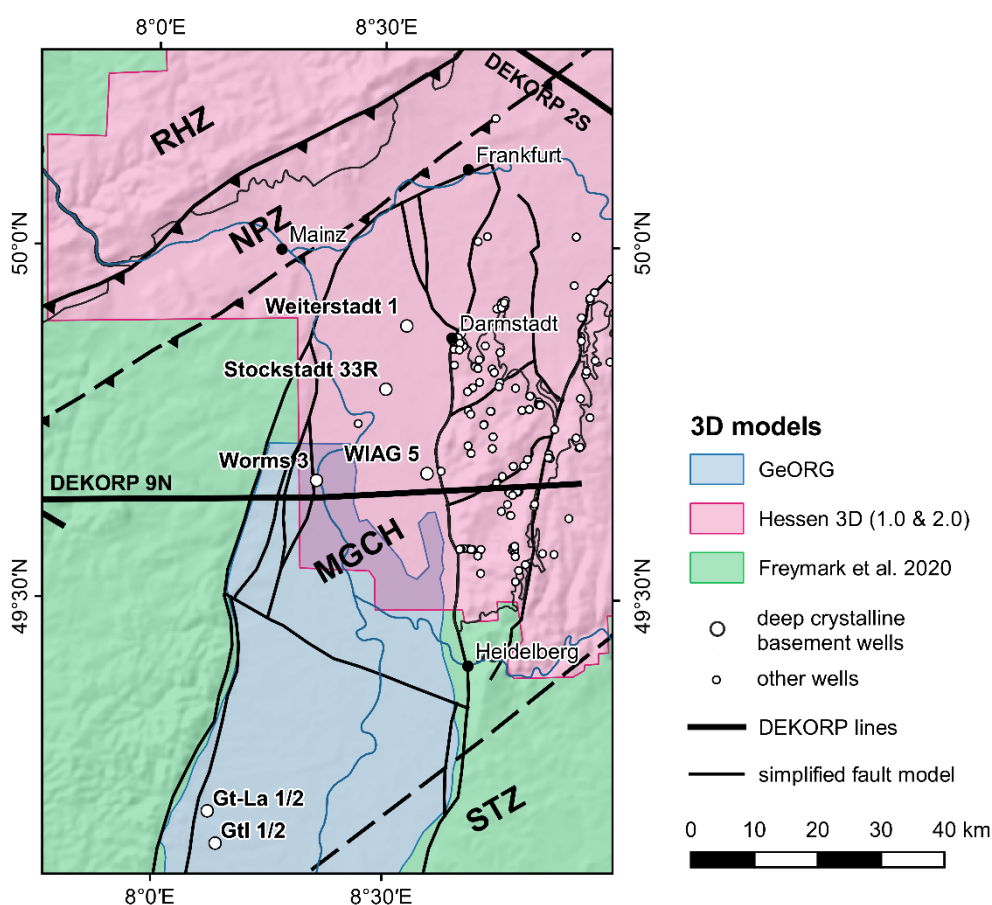 8°0′E
8°30′E
DEKORP 2S
RHZ
Frankfurt
50°0′N
NPZ
Mainz
50°0′N
Weiterstadt 1
Darmstadt
Stockstadt 33R
Worms 3
WIAG 5
DEKORP 9N
MGCH
49°30′N
49°30′N
Heidelberg
Gt-La 1/2
GtI 1/2
STZ
8°0′E
8°30′E
3D models
GeORG
Hessen 3D (1.0 & 2.0)
Freymark et al. 2020
deep crystalline
basement wells
other wells
DEKORP lines
simplified fault model
0 10 20 30 40 km